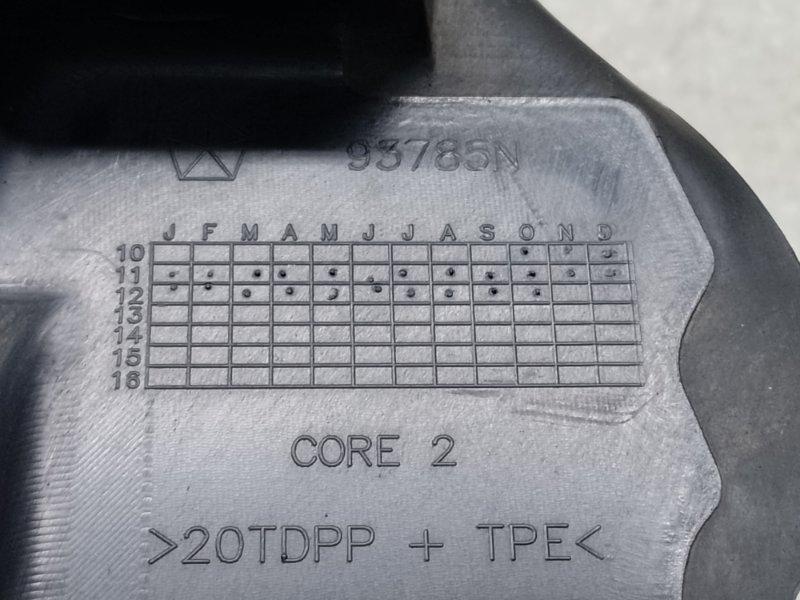 93785N
J F M A M J J A S O N D
10
11
12
13
14
15
16
CORE 2
>20TDPP + TPE<